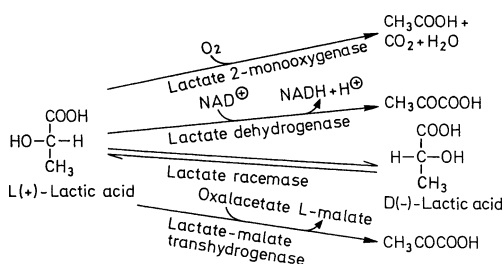 CH₃COOH +
CO₂ + H₂O
O₂
Lactate 2-monooxygenase
NAD⊕
NADH + H⊕
CH₃COCOOH
Lactate dehydrogenase
COOH
HO-C-H
CH₃
L(+)-Lactic acid
COOH
H-C-OH
CH₃
D(-)-Lactic acid
Lactate racemase
Oxalacetate L-malate
Lactate-malate
transhydrogenase
CH₃COCOOH